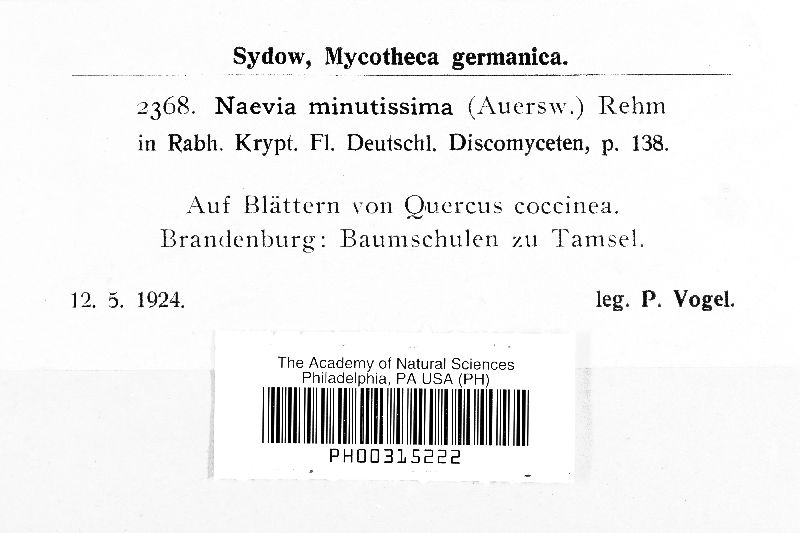 Sydow, Mycotheca germanica.
2368. Naevia minutissima (Auersw.) Rehm
in Rabh. Krypt. Fl. Deutschl. Discomyceten, p. 138.
Auf Blättern von Quercus coccinea.
Brandenburg: Baumschulen zu Tamsel.
12. 5. 1924. leg. P. Vogel.
The Academy of Natural Sciences
Philadelphia, PA USA (PH)
PH00315222